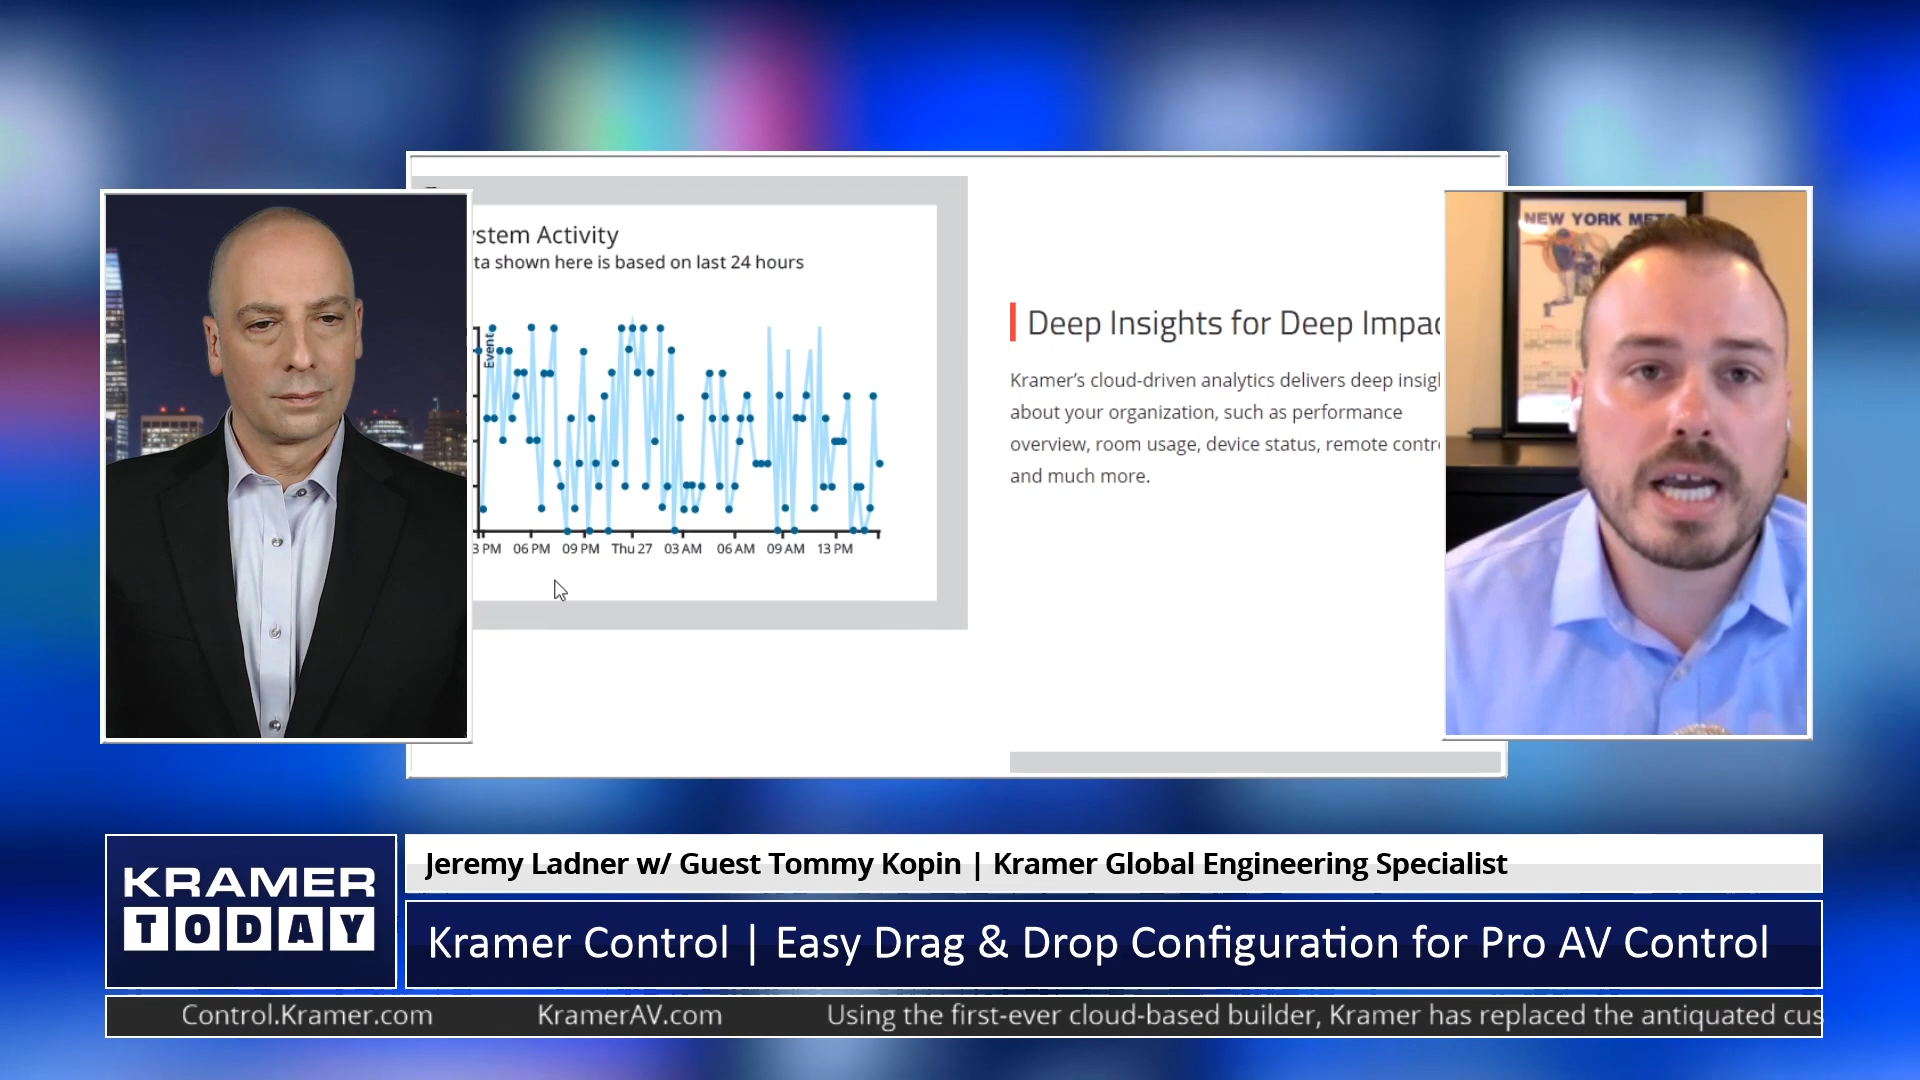 System Activity
ta shown here is based on last 24 hours
Event
3 PM 06 PM 09 PM Thu 27 03 AM 06 AM 09 AM 13 PM
Deep Insights for Deep Impac
Kramer’s cloud-driven analytics delivers deep insigh
about your organization, such as performance
overview, room usage, device status, remote contro
and much more.
NEW YORK METS
Jeremy Ladner w/ Guest Tommy Kopin | Kramer Global Engineering Specialist
KRAMER
TODAY
Kramer Control | Easy Drag & Drop Configuration for Pro AV Control
Control.Kramer.com KramerAV.com Using the first-ever cloud-based builder, Kramer has replaced the antiquated cus